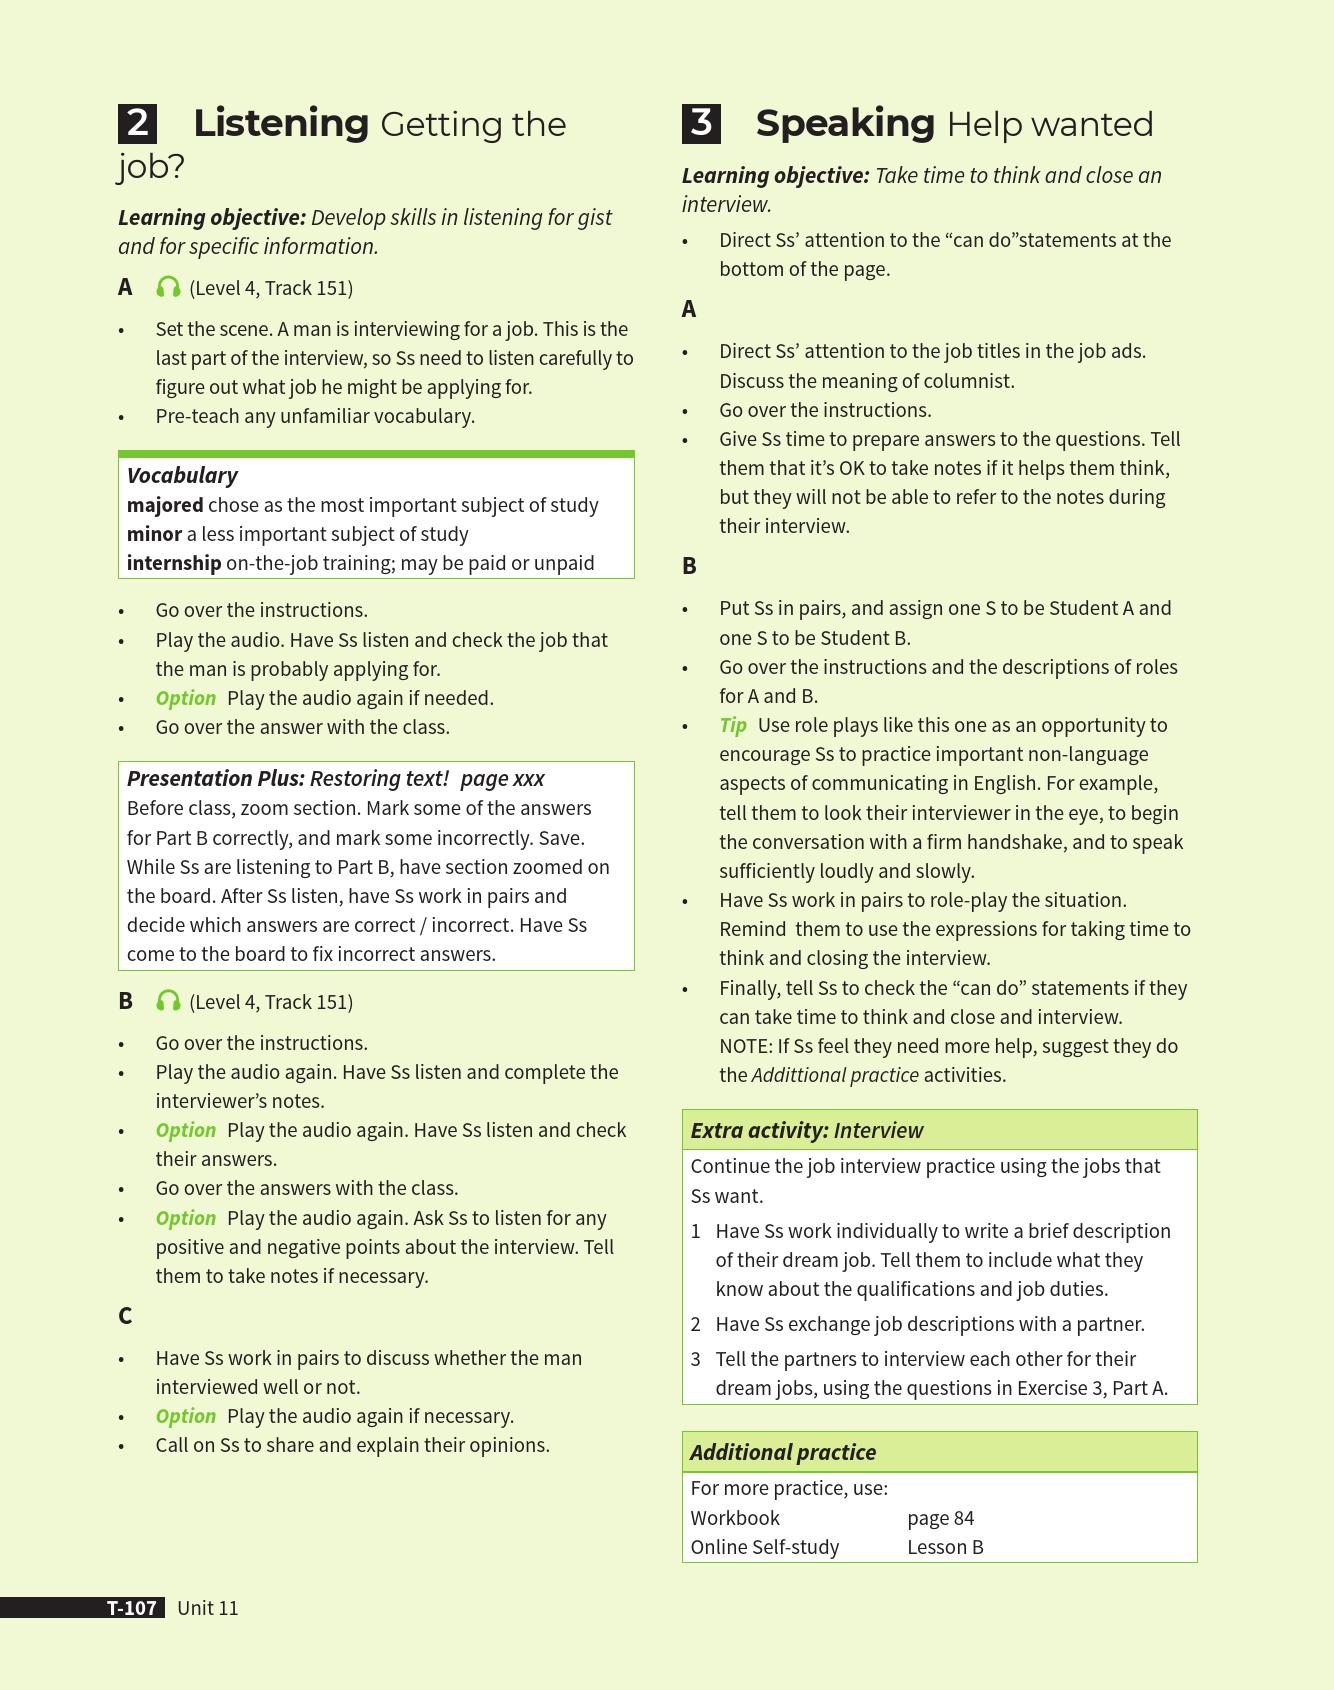 2 Listening Getting the
job?
Learning objective: Develop skills in listening for gist
and for specific information.
A (Level 4, Track 151)
• Set the scene. A man is interviewing for a job. This is the
last part of the interview, so Ss need to listen carefully to
figure out what job he might be applying for.
• Pre-teach any unfamiliar vocabulary.
Vocabulary
majored chose as the most important subject of study
minor a less important subject of study
internship on-the-job training; may be paid or unpaid
• Go over the instructions.
• Play the audio. Have Ss listen and check the job that
the man is probably applying for.
• Option Play the audio again if needed.
• Go over the answer with the class.
Presentation Plus: Restoring text! page xxx
Before class, zoom section. Mark some of the answers
for Part B correctly, and mark some incorrectly. Save.
While Ss are listening to Part B, have section zoomed on
the board. After Ss listen, have Ss work in pairs and
decide which answers are correct / incorrect. Have Ss
come to the board to fix incorrect answers.
B (Level 4, Track 151)
• Go over the instructions.
• Play the audio again. Have Ss listen and complete the
interviewer’s notes.
• Option Play the audio again. Have Ss listen and check
their answers.
• Go over the answers with the class.
• Option Play the audio again. Ask Ss to listen for any
positive and negative points about the interview. Tell
them to take notes if necessary.
C
• Have Ss work in pairs to discuss whether the man
interviewed well or not.
• Option Play the audio again if necessary.
• Call on Ss to share and explain their opinions.
3 Speaking Help wanted
Learning objective: Take time to think and close an
interview.
• Direct Ss’ attention to the “can do”statements at the
bottom of the page.
A
• Direct Ss’ attention to the job titles in the job ads.
Discuss the meaning of columnist.
• Go over the instructions.
• Give Ss time to prepare answers to the questions. Tell
them that it’s OK to take notes if it helps them think,
but they will not be able to refer to the notes during
their interview.
B
• Put Ss in pairs, and assign one S to be Student A and
one S to be Student B.
• Go over the instructions and the descriptions of roles
for A and B.
• Tip Use role plays like this one as an opportunity to
encourage Ss to practice important non-language
aspects of communicating in English. For example,
tell them to look their interviewer in the eye, to begin
the conversation with a firm handshake, and to speak
sufficiently loudly and slowly.
• Have Ss work in pairs to role-play the situation.
Remind them to use the expressions for taking time to
think and closing the interview.
• Finally, tell Ss to check the “can do” statements if they
can take time to think and close and interview.
NOTE: If Ss feel they need more help, suggest they do
the Addittional practice activities.
Extra activity: Interview
Continue the job interview practice using the jobs that
Ss want.
1 Have Ss work individually to write a brief description
of their dream job. Tell them to include what they
know about the qualifications and job duties.
2 Have Ss exchange job descriptions with a partner.
3 Tell the partners to interview each other for their
dream jobs, using the questions in Exercise 3, Part A.
Additional practice
For more practice, use:
Workbook page 84
Online Self-study Lesson B
T-107 Unit 11